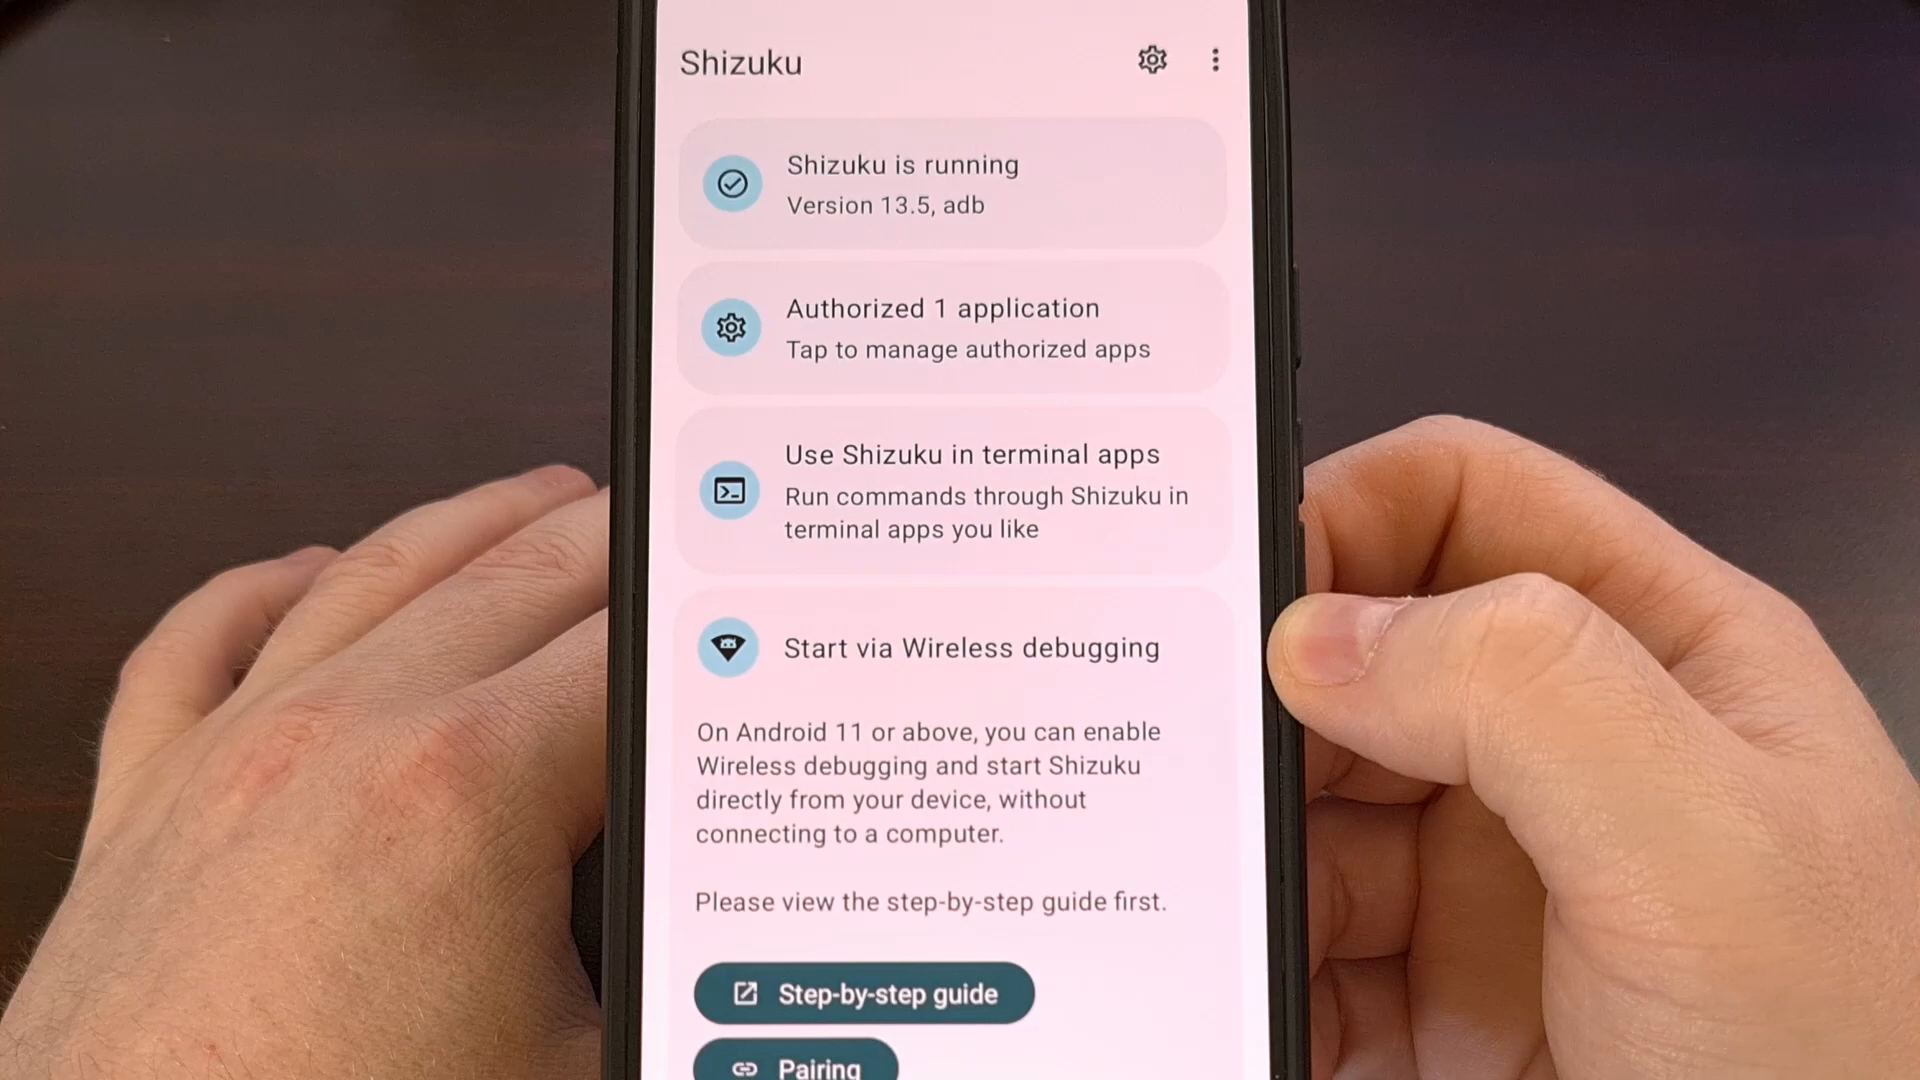 Shizuku
Shizuku is running
Version 13.5, adb
Authorized 1 application
Tap to manage authorized apps
Use Shizuku in terminal apps
Run commands through Shizuku in
terminal apps you like
Start via Wireless debugging
On Android 11 or above, you can enable
Wireless debugging and start Shizuku
directly from your device, without
connecting to a computer.
Please view the step-by-step guide first.
Step-by-step guide
Pairing